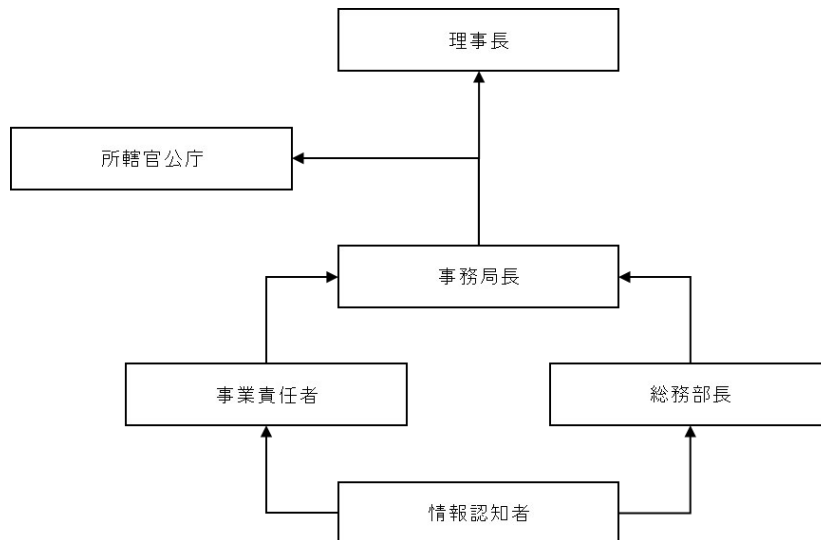 理事長
所轄官公庁
事務局長
事業責任者
総務部長
情報認知者